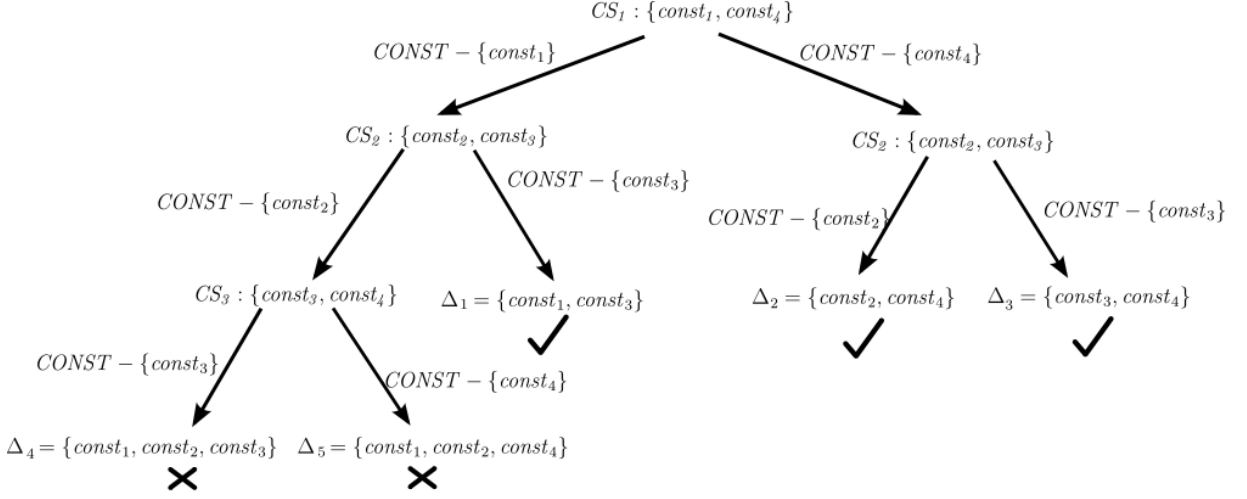 CS₁ : {const₁, const₄}
CONST − {const₁}
CONST − {const₄}
CS₂ : {const₂, const₃}
CS₂ : {const₂, const₃}
CONST − {const₂}
CONST − {const₃}
CONST − {const₂}
CONST − {const₃}
CS₃ : {const₃, const₄}
Δ₁ = {const₁, const₃}
Δ₂ = {const₂, const₄}
Δ₃ = {const₃, const₄}
CONST − {const₃}
CONST − {const₄}
Δ₄ = {const₁, const₂, const₃}
Δ₅ = {const₁, const₂, const₄}